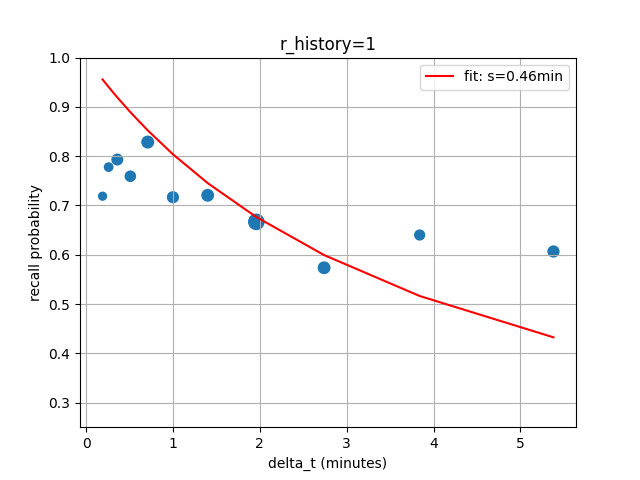 r_history=1
fit: s=0.46min
1.0
0.9
0.8
0.7
0.6
0.5
0.4
0.3
recall probability
0 1 2 3 4 5
delta_t (minutes)